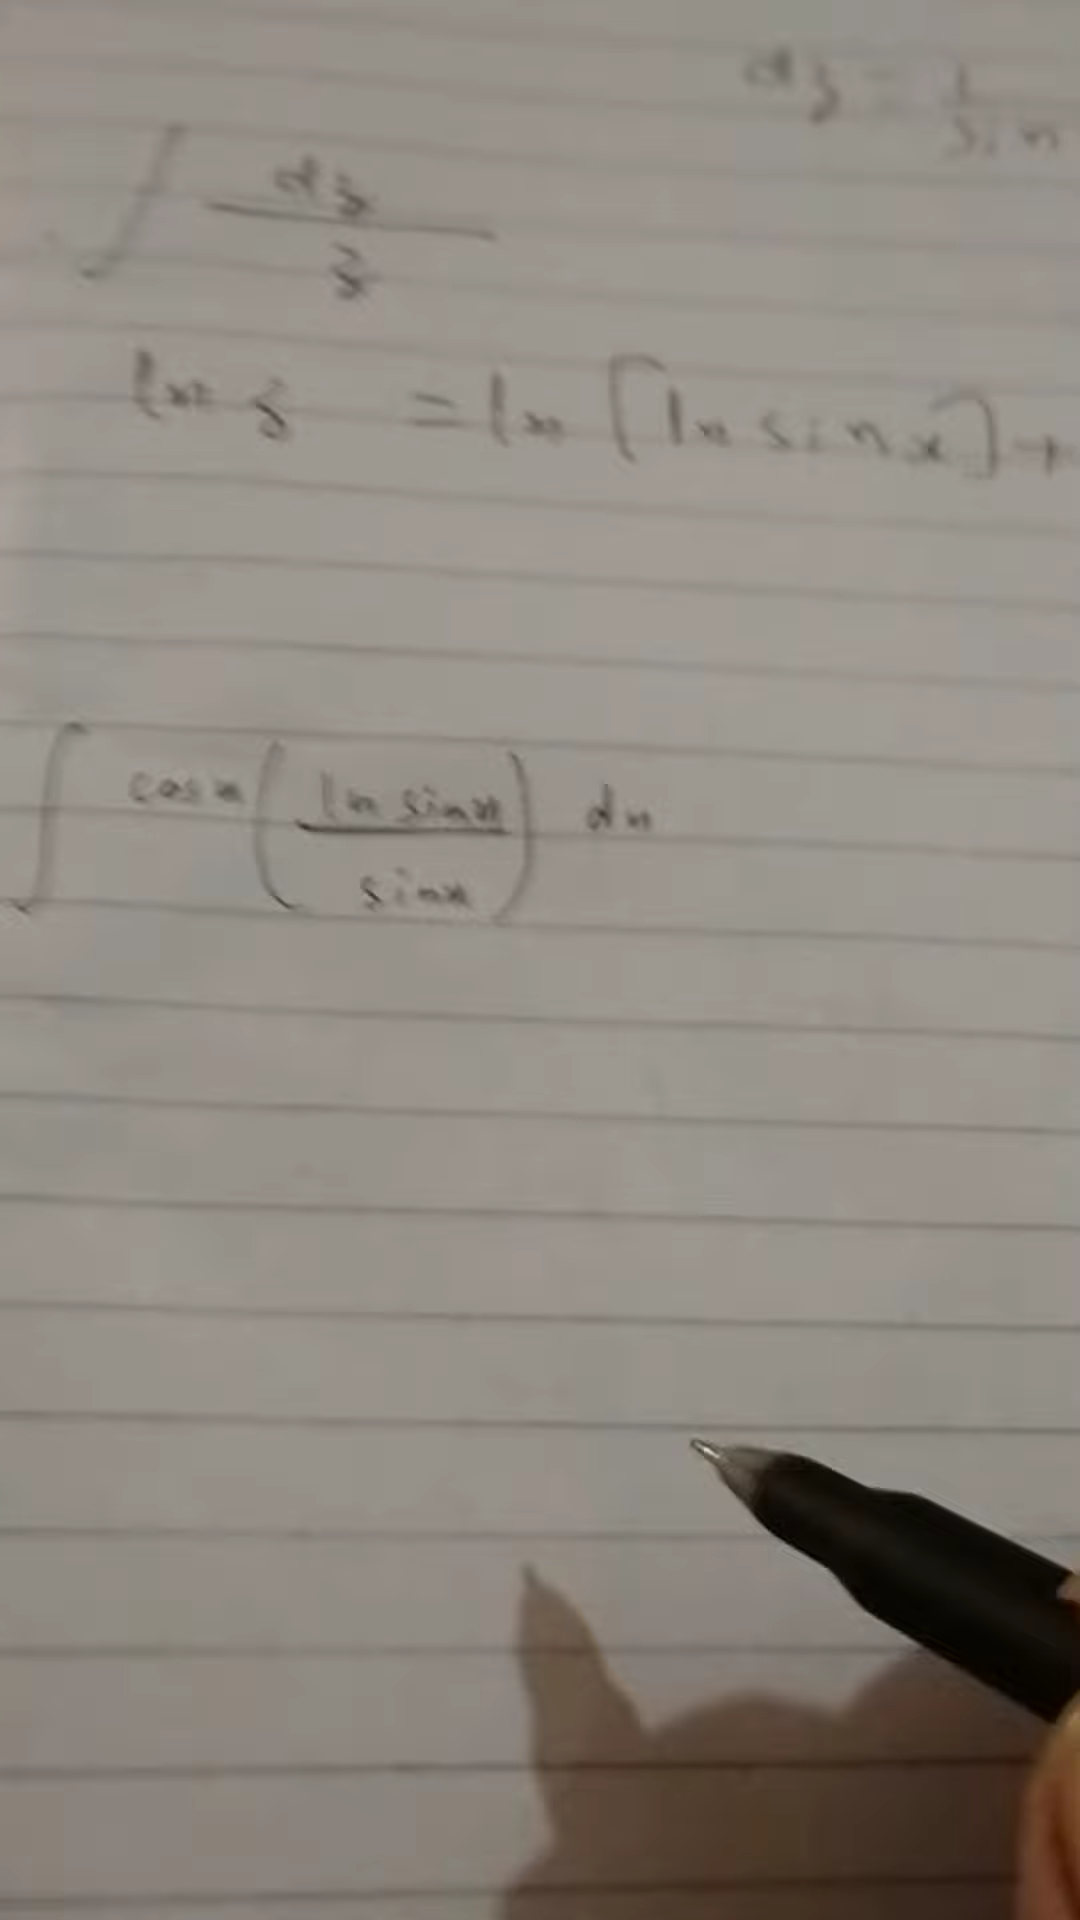 dz = 1/sin
∫ dz/z
ln z = ln [ln sin x] +
∫ cos x (ln sin x / sin x) dx